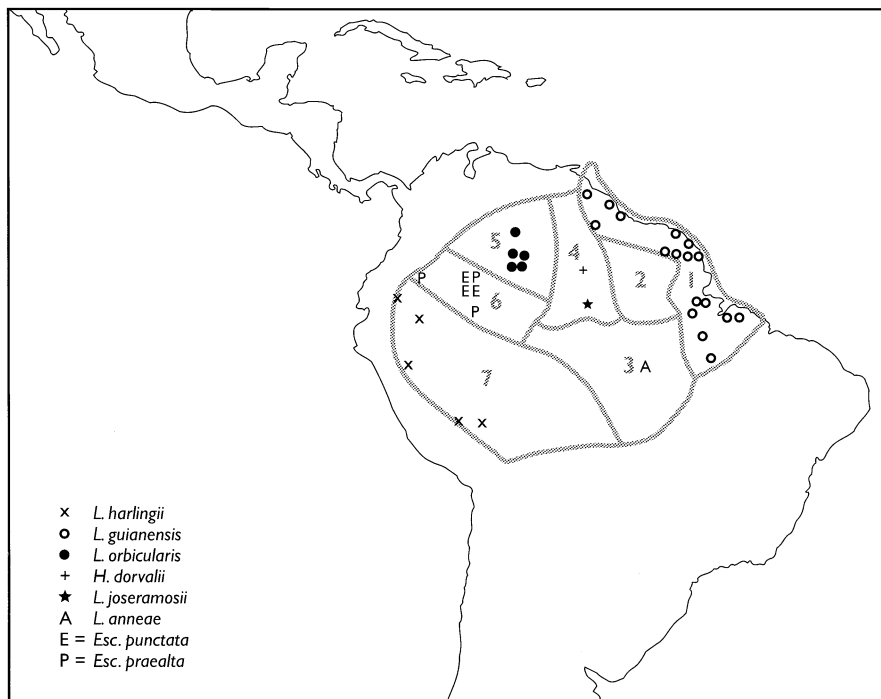 5
4
P
EP
EE
6
P
2
1
3 A
7
x L. harlingii
L. guianensis
L. orbicularis
+ H. dorvalii
★ L. joseramosii
A L. anneae
E = Esc. punctata
P = Esc. praealta